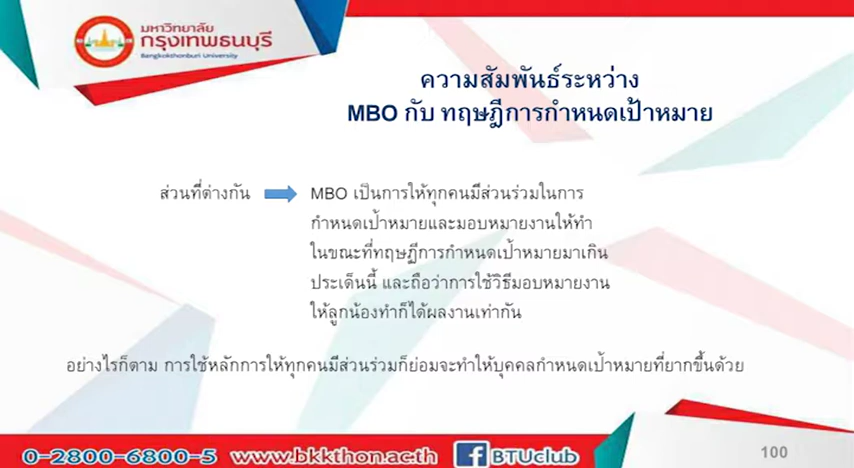 มหาวิทยาลัย
กรุงเทพธนบุรี
Bangkokthonburi University
ความสัมพันธ์ระหว่าง
MBO กับ ทฤษฎีการกำหนดเป้าหมาย
ส่วนที่ต่างกัน MBO เป็นการให้ทุกคนมีส่วนร่วมในการ
กำหนดเป้าหมายและมอบหมายงานให้ทำ
ในขณะที่ทฤษฎีการกำหนดเป้าหมายมาเกิน
ประเด็นนี้ และถือว่าการใช้วิธีมอบหมายงาน
ให้ลูกน้องทำก็ได้ผลงานเท่ากัน
อย่างไรก็ตาม การใช้หลักการให้ทุกคนมีส่วนร่วมก็ย่อมจะทำให้บุคคลกำหนดเป้าหมายที่ยากขึ้นด้วย
0-2800-6800-5 www.bkkthon.ac.th f BTUclub 100